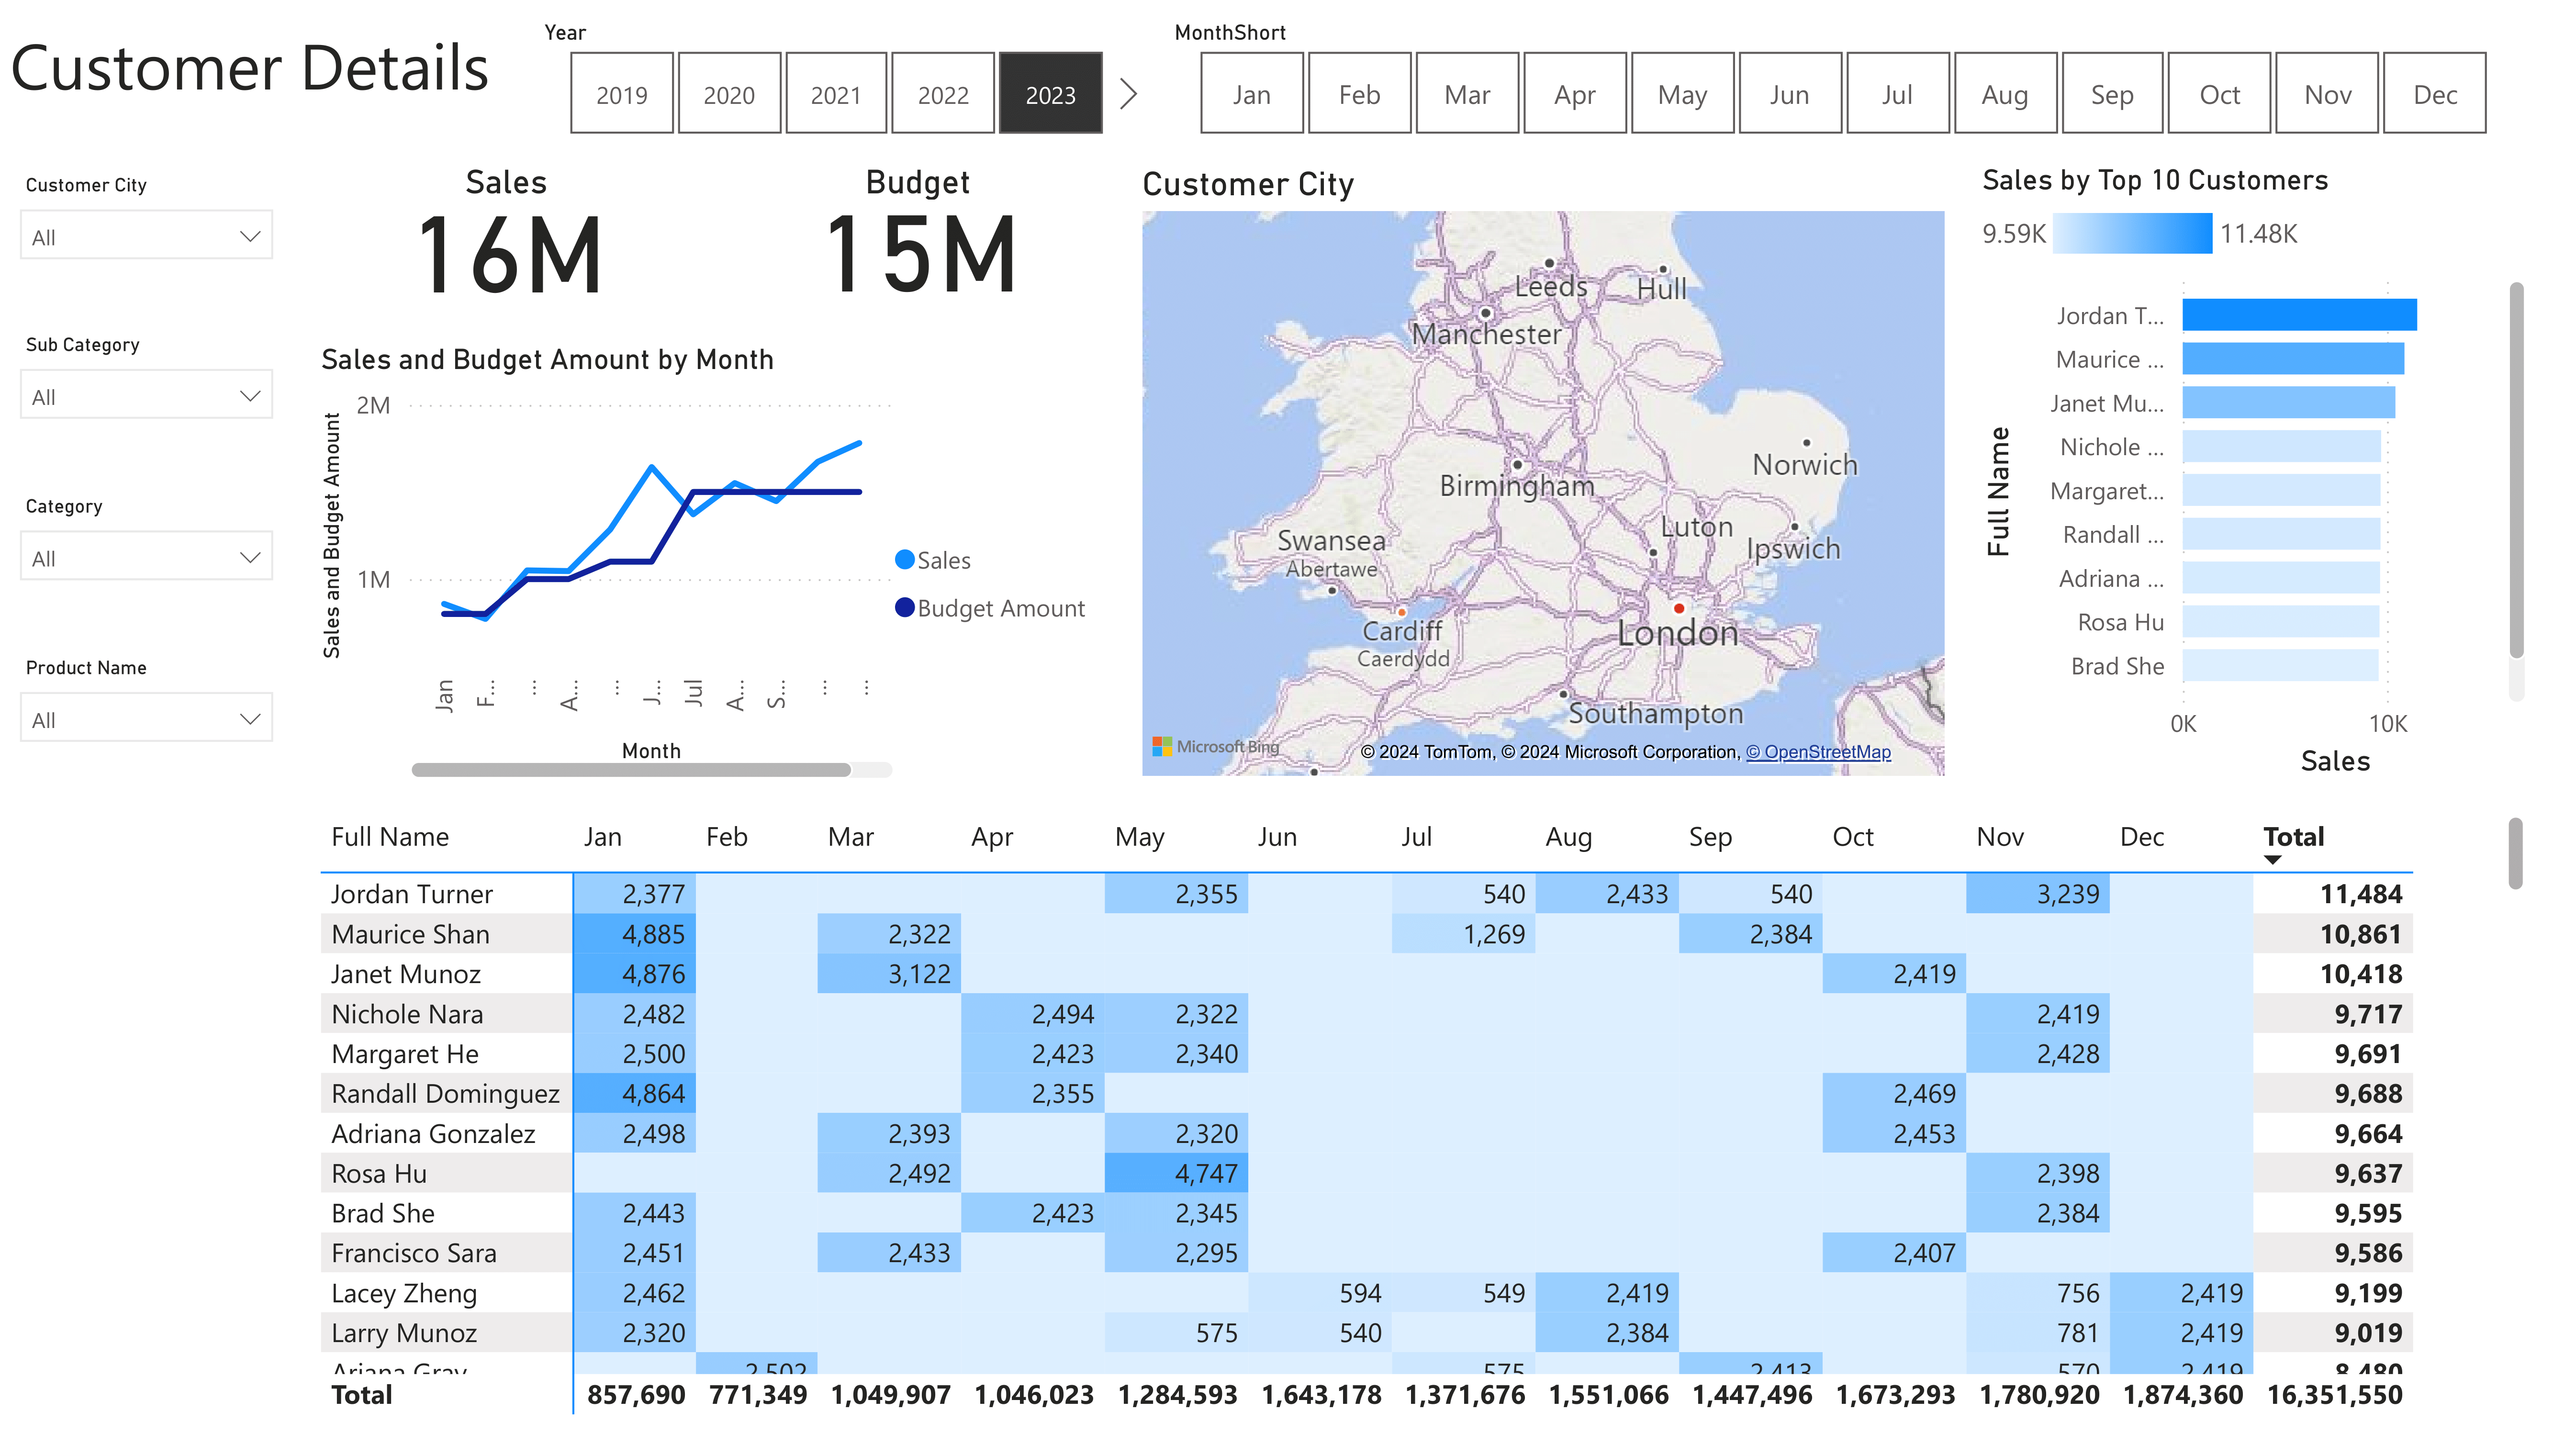 Customer Details
Year
2019 2020 2021 2022 2023
MonthShort
Jan Feb Mar Apr May Jun Jul Aug Sep Oct Nov Dec
Customer City
All
Sub Category
All
Category
All
Product Name
All
Sales
16M
Budget
15M
Sales and Budget Amount by Month
Sales and Budget Amount
2M
1M
Jan F... ... A... ... J... Jul A... S... ... ...
Month
Sales
Budget Amount
Customer City
Leeds
Hull
Manchester
Norwich
Birmingham
Luton
Ipswich
Swansea
Abertawe
Cardiff
Caerdydd
London
Southampton
Microsoft Bing
© 2024 TomTom, © 2024 Microsoft Corporation, © OpenStreetMap
Sales by Top 10 Customers
9.59K 11.48K
Full Name
Jordan T...
Maurice ...
Janet Mu...
Nichole ...
Margaret...
Randall ...
Adriana ...
Rosa Hu
Brad She
0K 10K
Sales
Full Name Jan Feb Mar Apr May Jun Jul Aug Sep Oct Nov Dec Total
Jordan Turner 2,377 2,355 540 2,433 540 3,239 11,484
Maurice Shan 4,885 2,322 1,269 2,384 10,861
Janet Munoz 4,876 3,122 2,419 10,418
Nichole Nara 2,482 2,494 2,322 2,419 9,717
Margaret He 2,500 2,423 2,340 2,428 9,691
Randall Dominguez 4,864 2,355 2,469 9,688
Adriana Gonzalez 2,498 2,393 2,320 2,453 9,664
Rosa Hu 2,492 4,747 2,398 9,637
Brad She 2,443 2,423 2,345 2,384 9,595
Francisco Sara 2,451 2,433 2,295 2,407 9,586
Lacey Zheng 2,462 594 549 2,419 756 2,419 9,199
Larry Munoz 2,320 575 540 2,384 781 2,419 9,019
Ariana Gray 2,502 575 2,413 570 2,419 8,480
Total 857,690 771,349 1,049,907 1,046,023 1,284,593 1,643,178 1,371,676 1,551,066 1,447,496 1,673,293 1,780,920 1,874,360 16,351,550